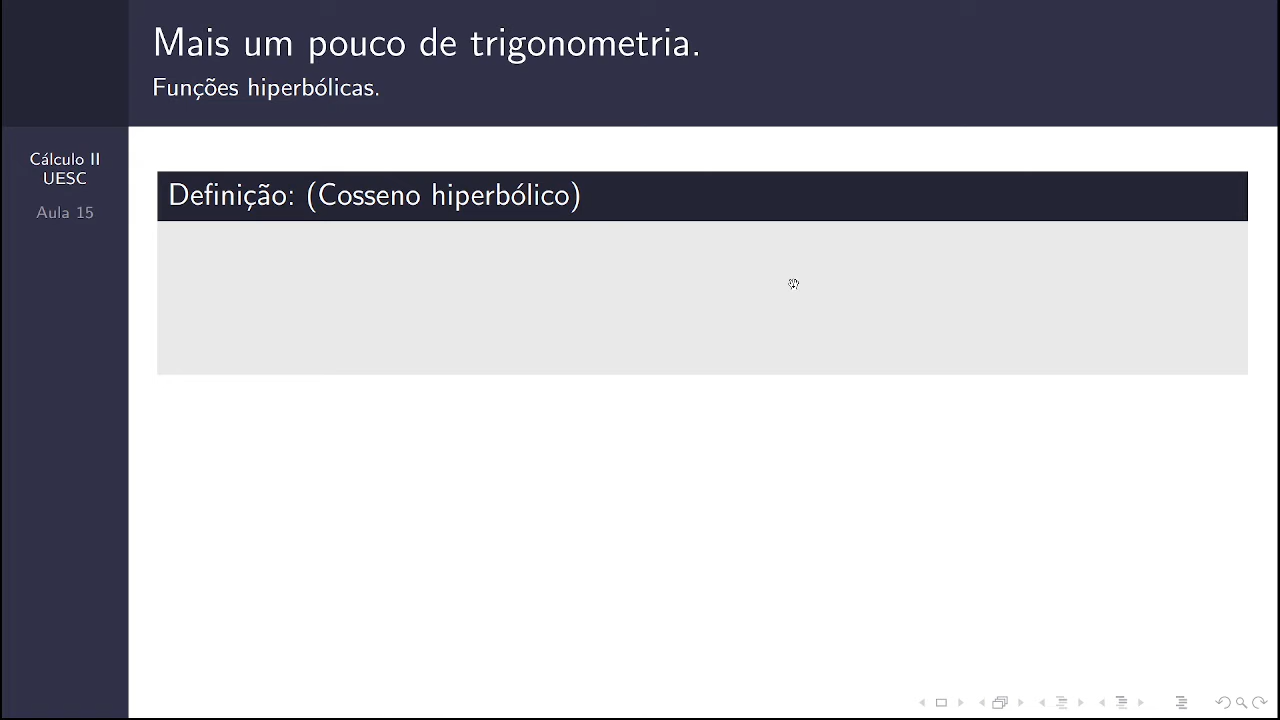 Mais um pouco de trigonometria.
Funções hiperbólicas.
Cálculo II
UESC
Aula 15
Definição: (Cosseno hiperbólico)